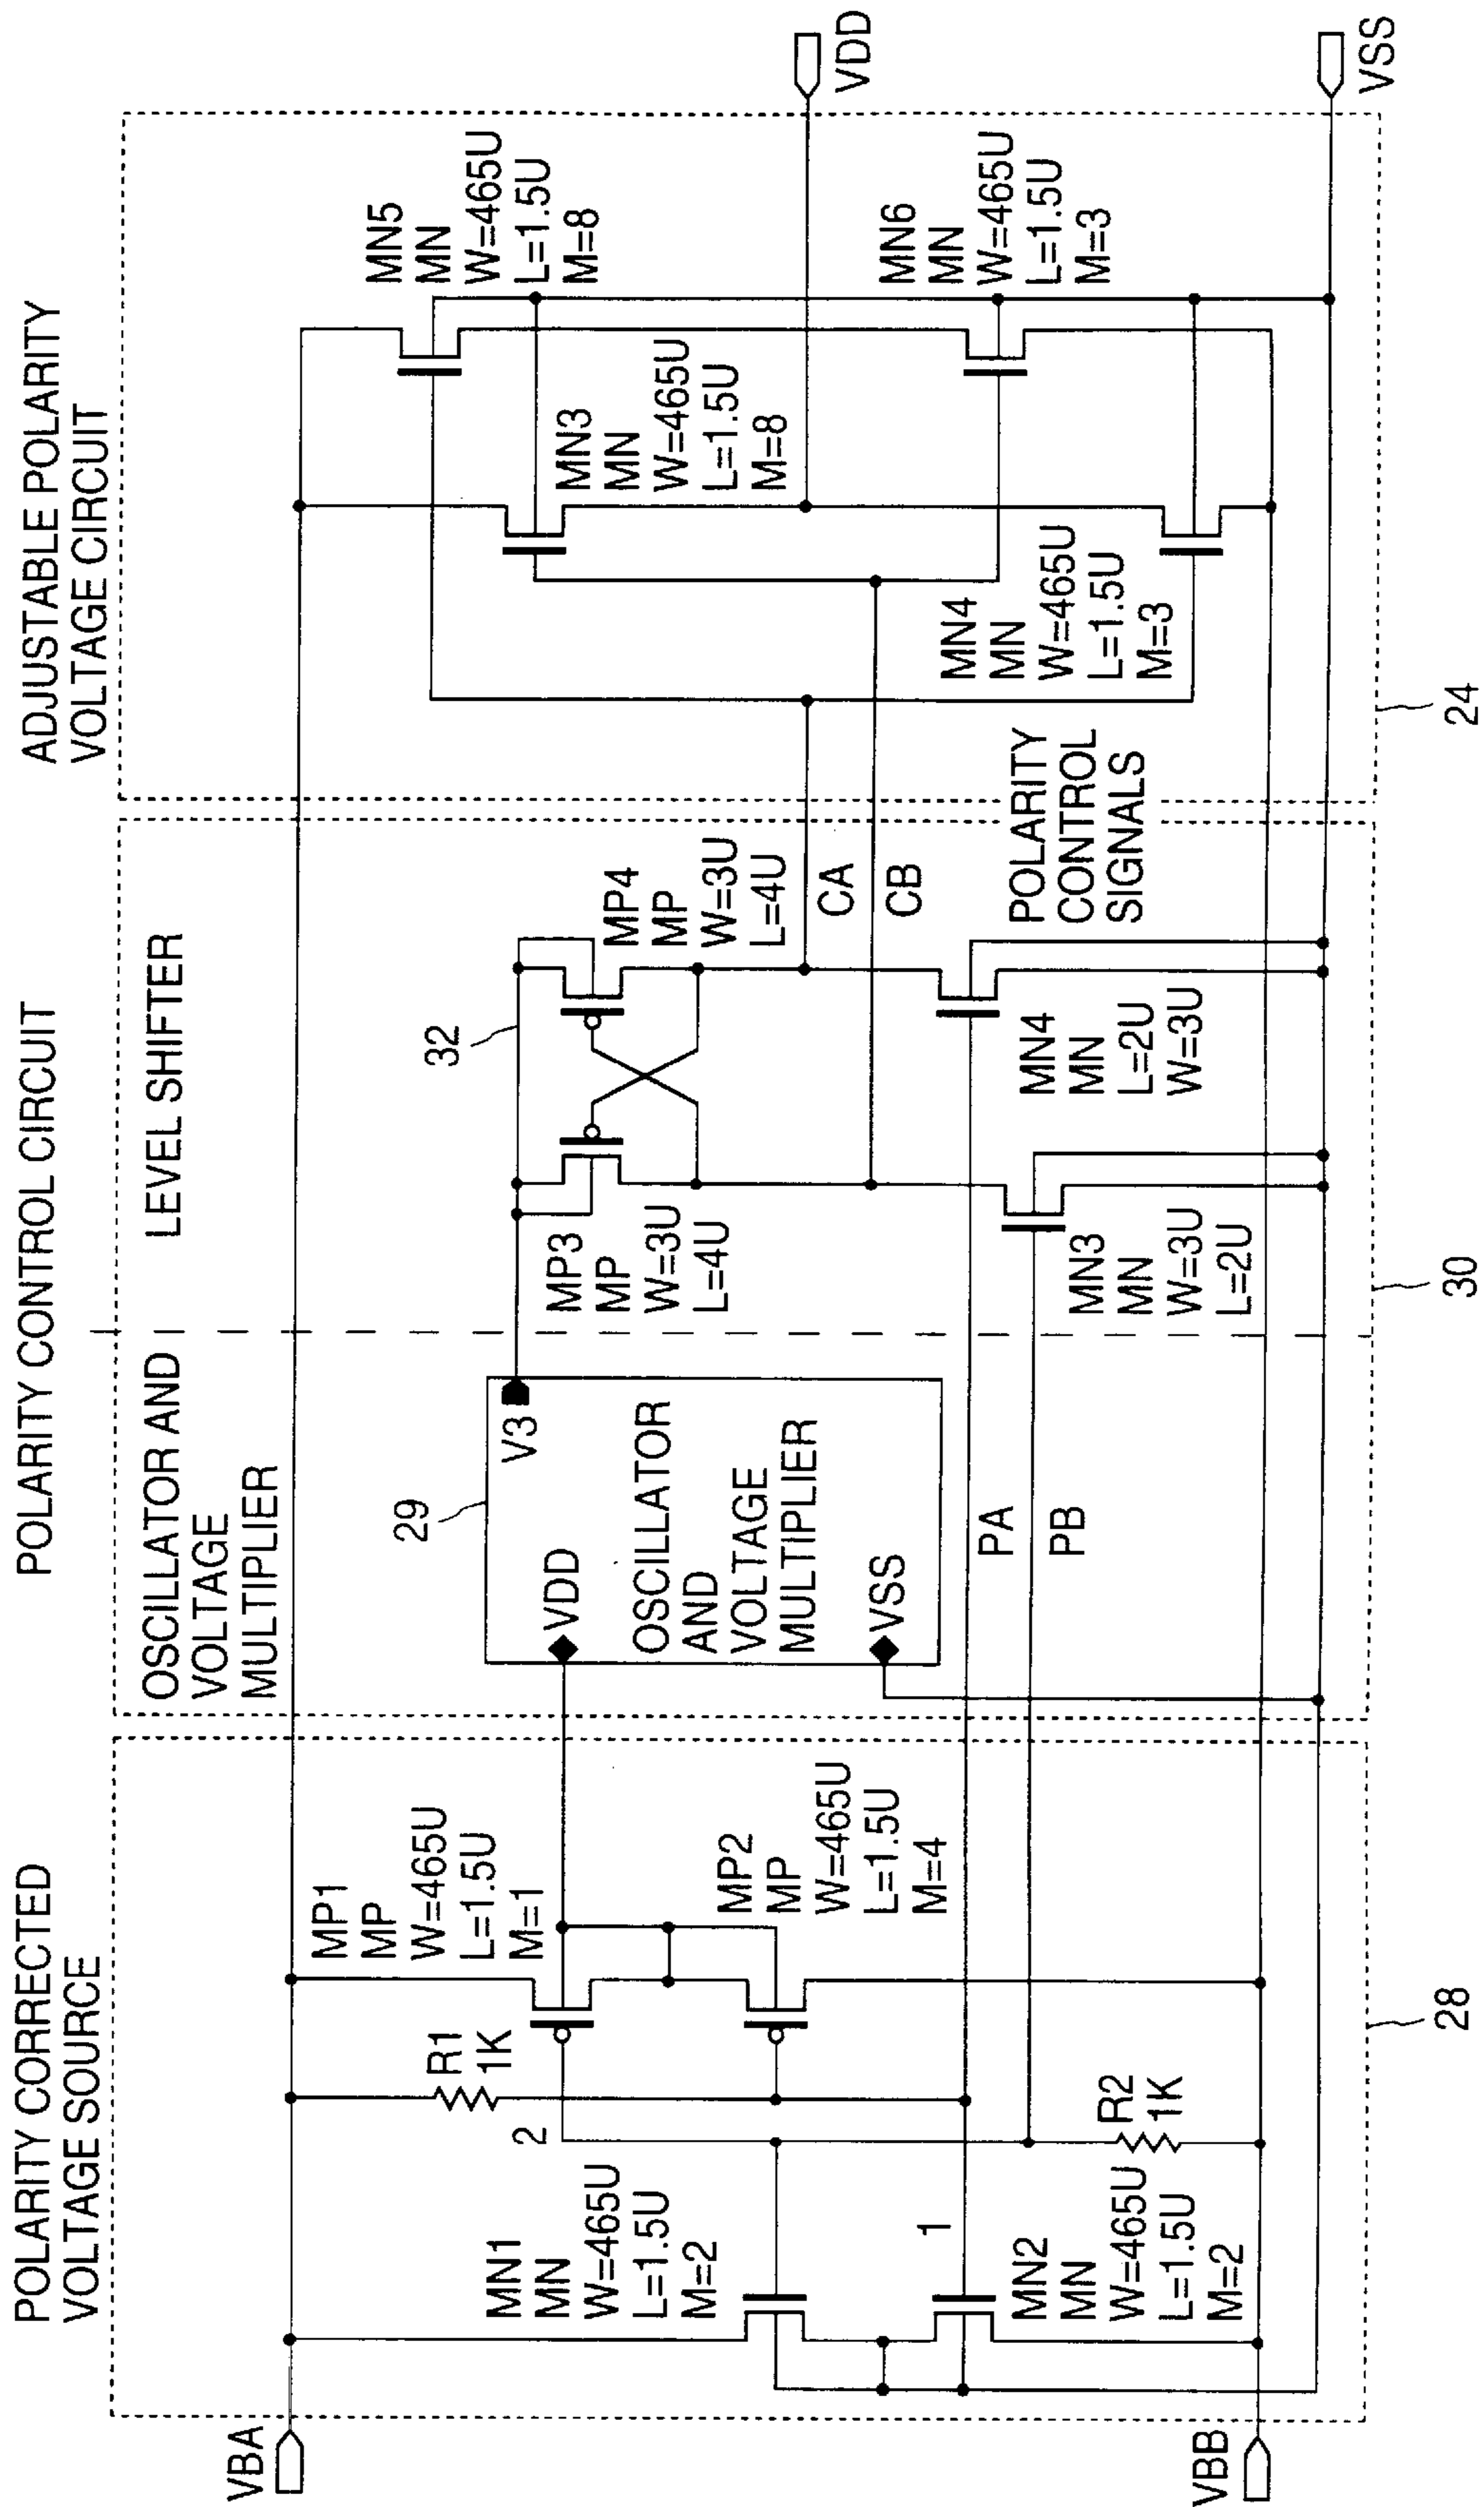 POLARITY CORRECTED
VOLTAGE SOURCE
POLARITY CONTROL CIRCUIT
ADJUSTABLE POLARITY
VOLTAGE CIRCUIT
OSCILLATOR AND
VOLTAGE
MULTIPLIER
LEVEL SHIFTER
VBA
VBB
MN1
MN
W=465U
L=1.5U
M=2
1
MN2
MN
W=465U
L=1.5U
M=2
2
R1
1K
R2
1K
MP1
MP
W=465U
L=1.5U
M=1
MP2
MP
W=465U
L=1.5U
M=4
28
29
VDD
V3
OSCILLATOR
AND
VOLTAGE
MULTIPLIER
VSS
PA
PB
MP3
MP
W=3U
L=4U
32
MP4
MP
W=3U
L=4U
MN3
MN
W=3U
L=2U
MN4
MN
L=2U
W=3U
30
CA
CB
POLARITY
CONTROL
SIGNALS
MN3
MN
W=465U
L=1.5U
M=8
MN4
MN
W=465U
L=1.5U
M=3
MN5
MN
W=465U
L=1.5U
M=8
MN6
MN
W=465U
L=1.5U
M=3
24
VDD
VSS